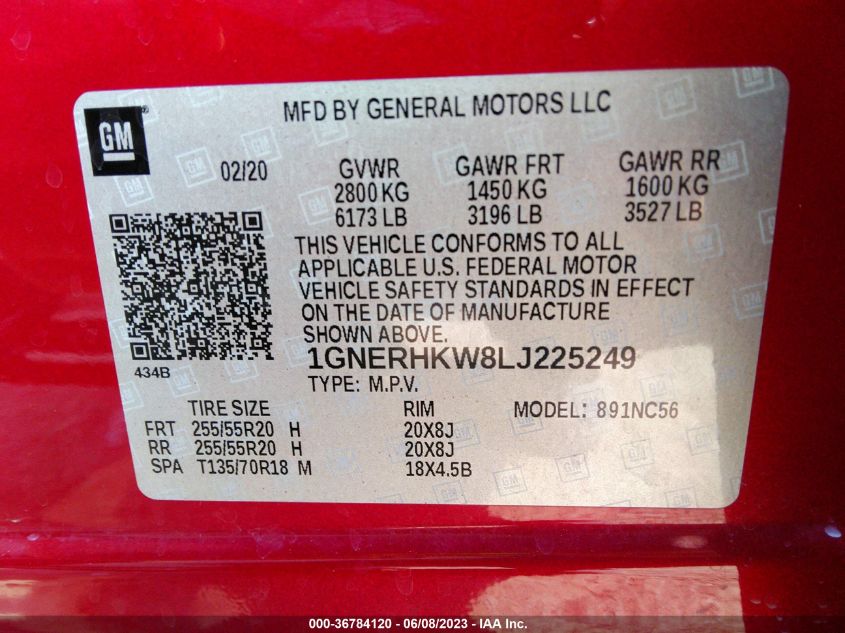 GM
MFD BY GENERAL MOTORS LLC
02/20 GVWR GAWR FRT GAWR RR
2800 KG 1450 KG 1600 KG
6173 LB 3196 LB 3527 LB
THIS VEHICLE CONFORMS TO ALL
APPLICABLE U.S. FEDERAL MOTOR
VEHICLE SAFETY STANDARDS IN EFFECT
ON THE DATE OF MANUFACTURE
SHOWN ABOVE.
434B
1GNERHKW8LJ225249
TYPE: M.P.V.
TIRE SIZE RIM MODEL: 891NC56
FRT 255/55R20 H 20X8J
RR 255/55R20 H 20X8J
SPA T135/70R18 M 18X4.5B
000-36784120 - 06/08/2023 - IAA Inc.